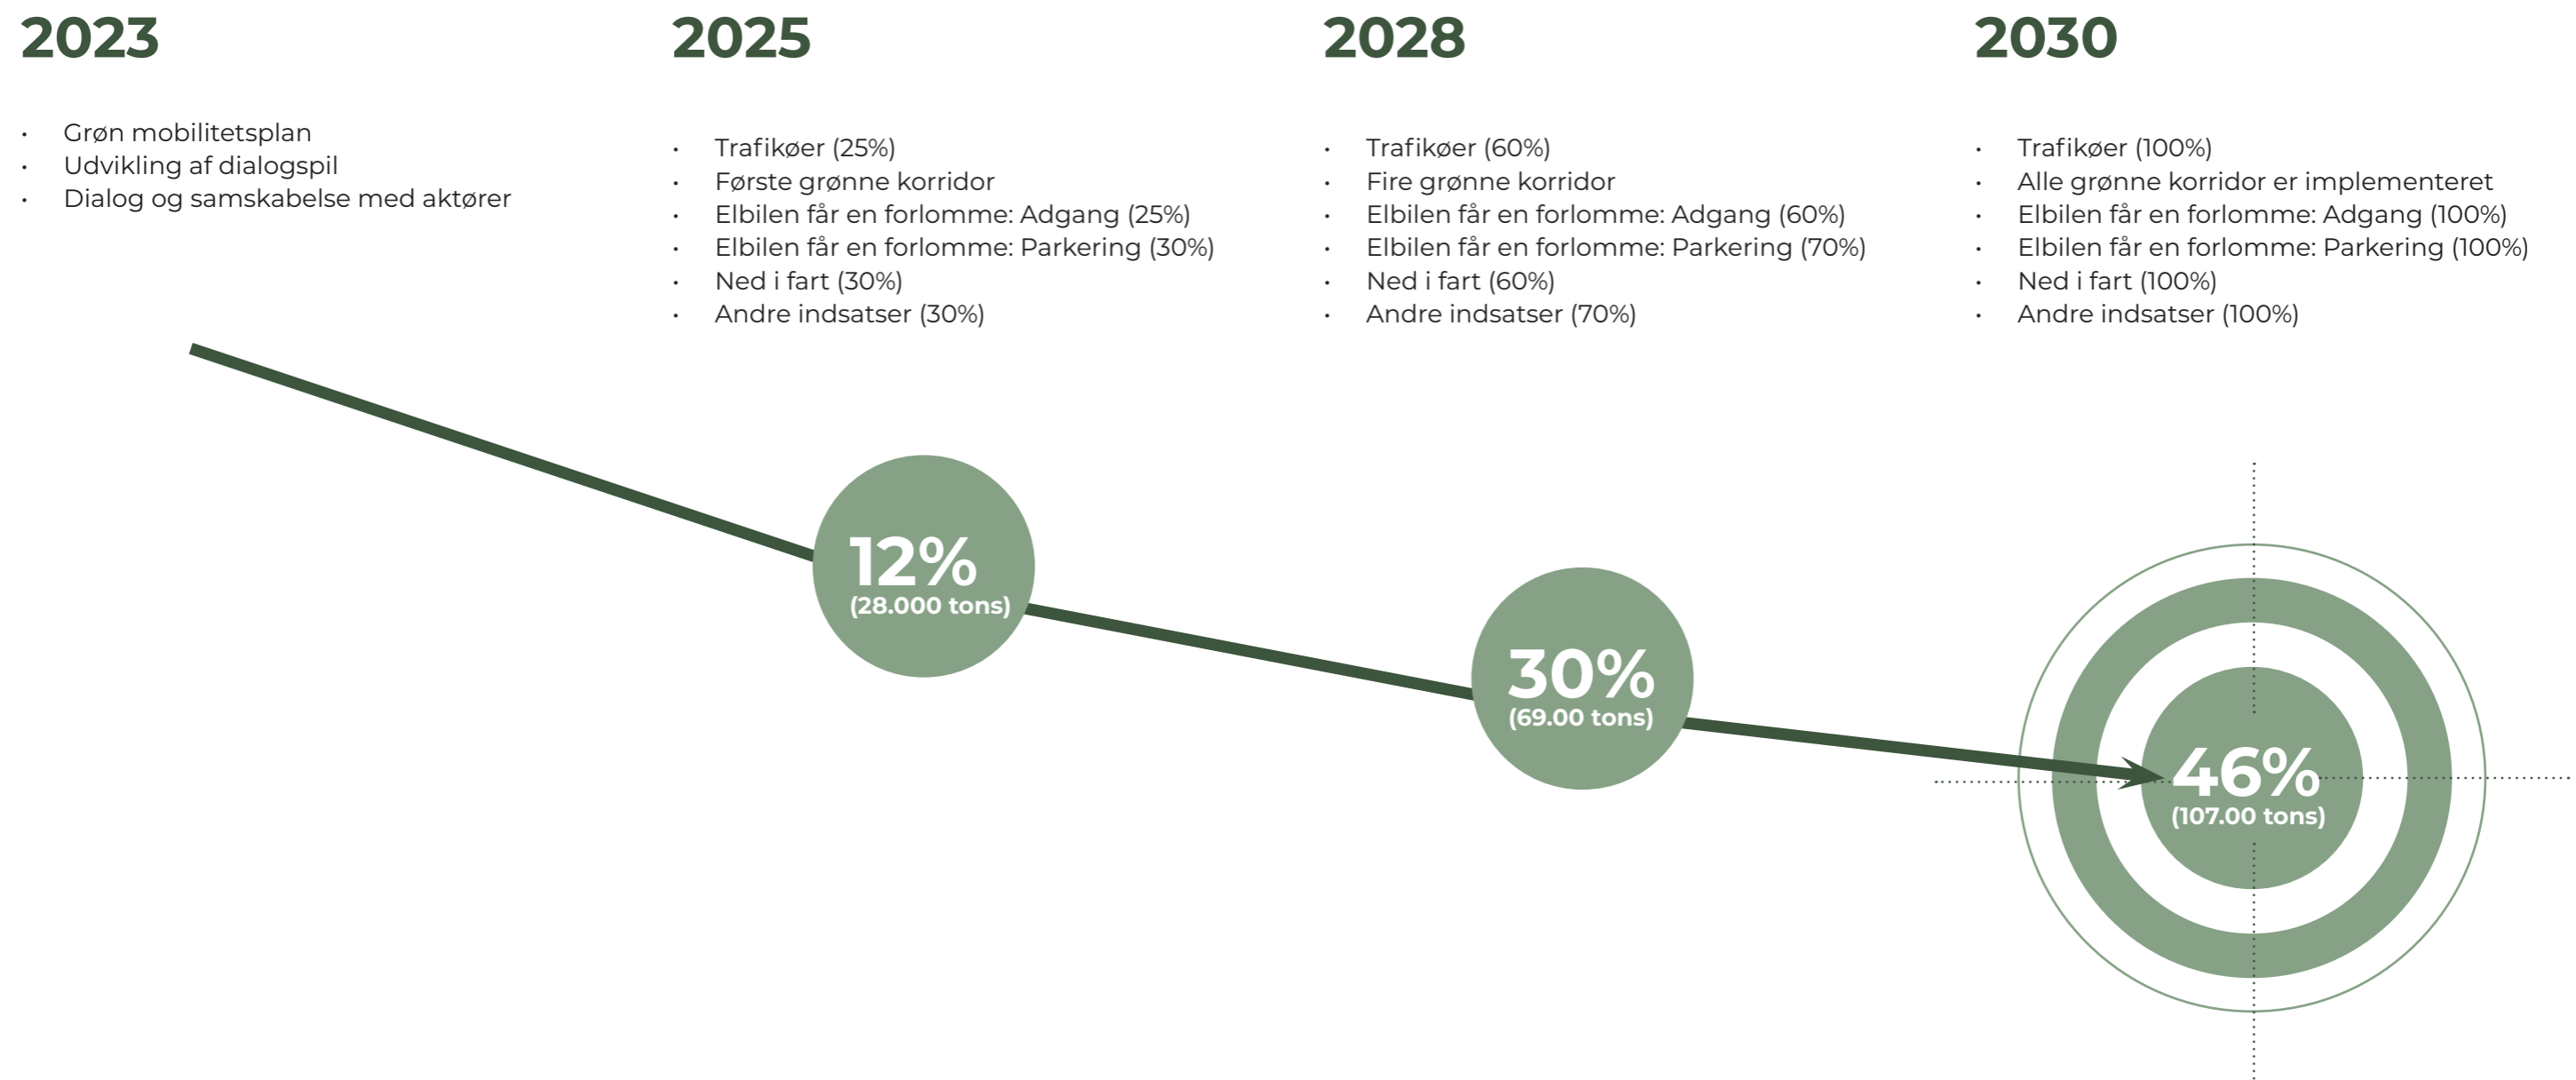 2023
• Grøn mobilitetsplan
• Udvikling af dialogspil
• Dialog og samskabelse med aktører
2025
• Trafikøer (25%)
• Første grønne korridor
• Elbilen får en forlomme: Adgang (25%)
• Elbilen får en forlomme: Parkering (30%)
• Ned i fart (30%)
• Andre indsatser (30%)
2028
• Trafikøer (60%)
• Fire grønne korridor
• Elbilen får en forlomme: Adgang (60%)
• Elbilen får en forlomme: Parkering (70%)
• Ned i fart (60%)
• Andre indsatser (70%)
2030
• Trafikøer (100%)
• Alle grønne korridor er implementeret
• Elbilen får en forlomme: Adgang (100%)
• Elbilen får en forlomme: Parkering (100%)
• Ned i fart (100%)
• Andre indsatser (100%)
12%
(28.000 tons)
30%
(69.00 tons)
46%
(107.00 tons)